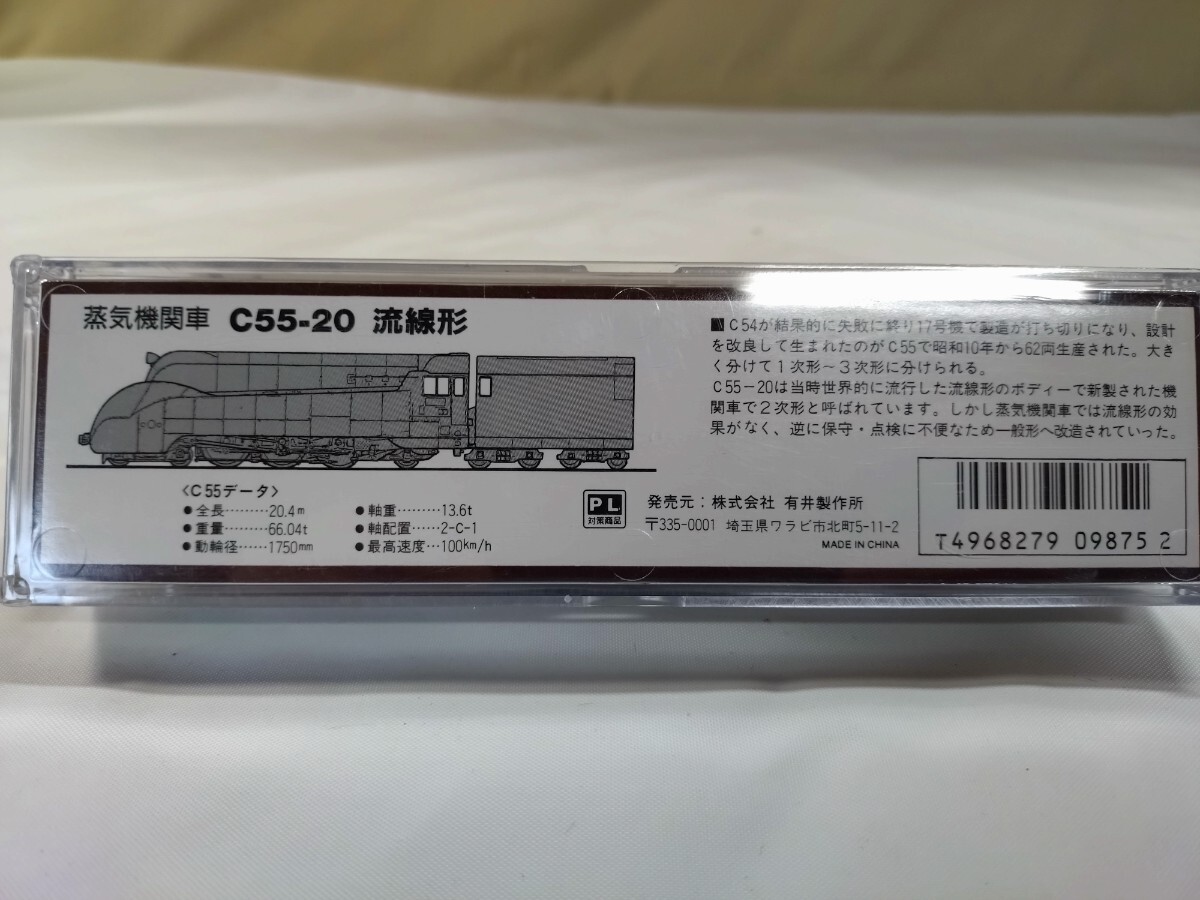 蒸気機関車 C55-20 流線形
■C54が結果的に失敗に終り17号機で製造が打ち切りになり、設計
を改良して生まれたのがC55で昭和10年から62両生産された。大き
く分けて1次形～3次形に分けられる。
C55−20は当時世界的に流行した流線形のボディーで新製された機
関車で2次形と呼ばれています。しかし蒸気機関車では流線形の効
果がなく、逆に保守・点検に不便なため一般形へ改造されていった。
〈C55データ〉
●全長………20.4m
●重量………66.04t
●動輪径……1750mm
●軸重………13.6t
●軸配置……2-C-1
●最高速度…100km/h
PL
対策商品
発売元：株式会社 有井製作所
〒335-0001 埼玉県ワラビ市北町5-11-2
MADE IN CHINA
T4968279 09875 2